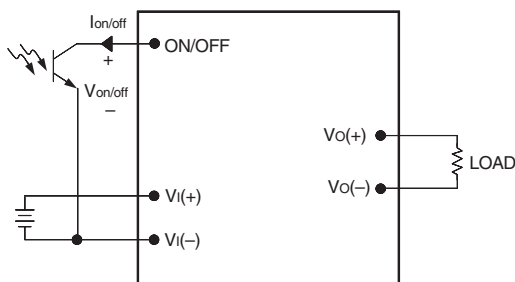 Ion/off
ON/OFF
+
Von/off
–
VO(+)
LOAD
VO(–)
VI(+)
VI(–)